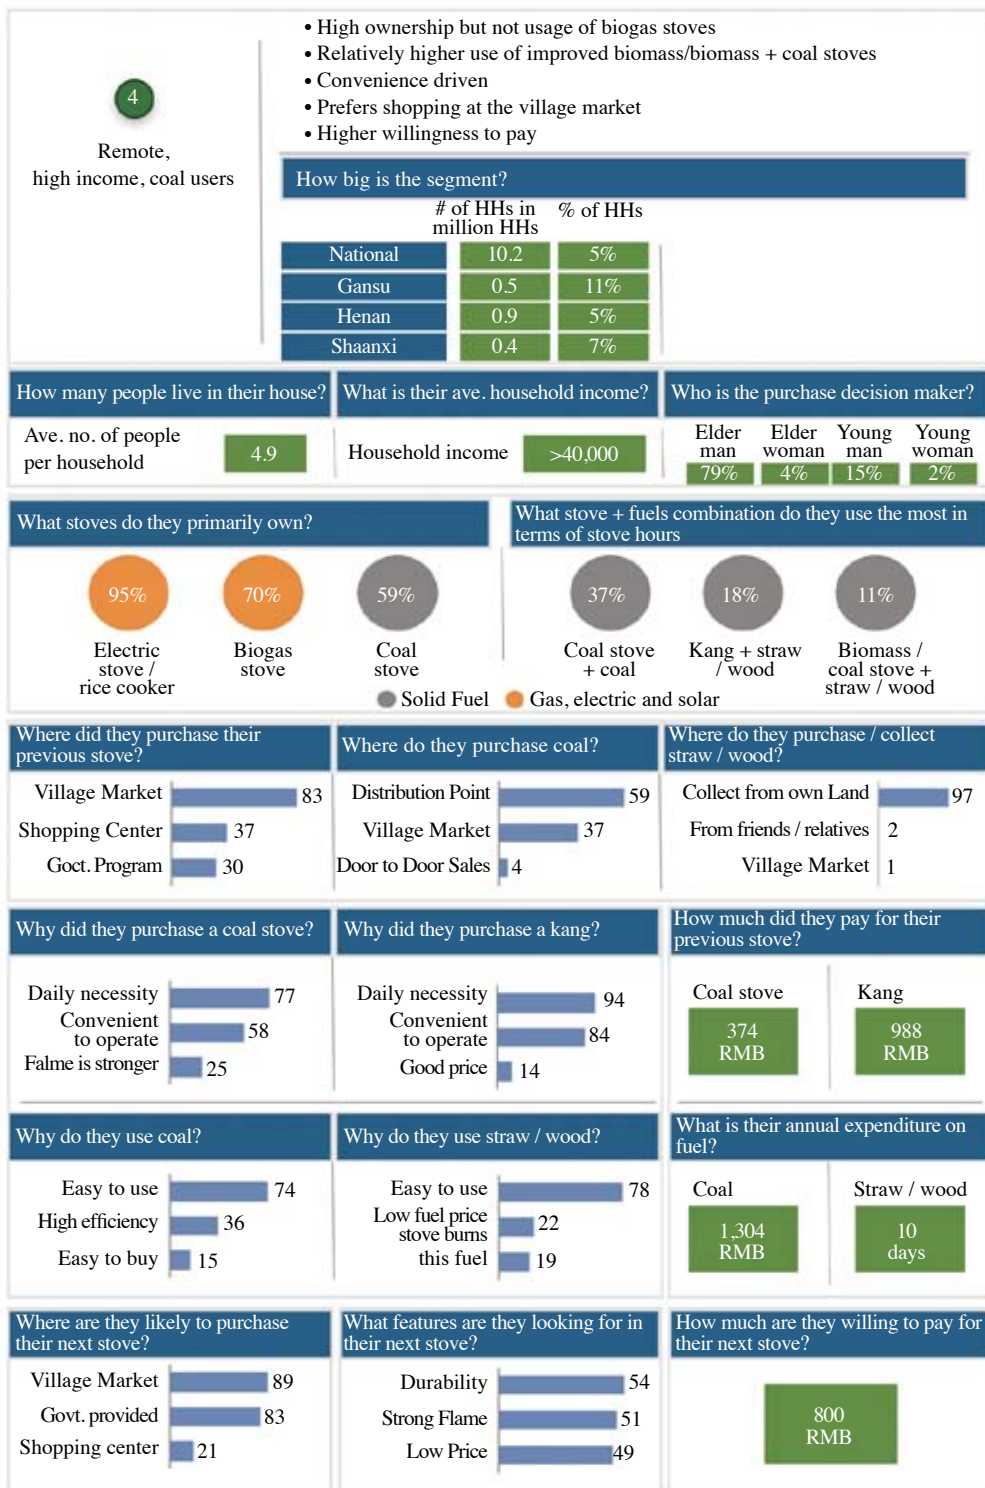 • High ownership but not usage of biogas stoves
• Relatively higher use of improved biomass/biomass + coal stoves
• Convenience driven
• Prefers shopping at the village market
• Higher willingness to pay
4
Remote,
high income, coal users
How big is the segment?
# of HHs in
million HHs
% of HHs
National 10.2 5%
Gansu 0.5 11%
Henan 0.9 5%
Shaanxi 0.4 7%
How many people live in their house?
Ave. no. of people
per household
4.9
What is their ave. household income?
Household income >40,000
Who is the purchase decision maker?
Elder
man
Elder
woman
Young
man
Young
woman
79% 4% 15% 2%
What stoves do they primarily own?
95% 70% 59%
Electric
stove /
rice cooker
Biogas
stove
Coal
stove
What stove + fuels combination do they use the most in
terms of stove hours
37% 18% 11%
Coal stove
+ coal
Kang + straw
/ wood
Biomass /
coal stove +
straw / wood
Solid Fuel
Gas, electric and solar
Where did they purchase their
previous stove?
Village Market 83
Shopping Center 37
Goct. Program 30
Where do they purchase coal?
Distribution Point 59
Village Market 37
Door to Door Sales 4
Where do they purchase / collect
straw / wood?
Collect from own Land 97
From friends / relatives 2
Village Market 1
Why did they purchase a coal stove?
Daily necessity 77
Convenient
to operate 58
Falme is stronger 25
Why did they purchase a kang?
Daily necessity 94
Convenient
to operate 84
Good price 14
How much did they pay for their
previous stove?
Coal stove
374
RMB
Kang
988
RMB
Why do they use coal?
Easy to use 74
High efficiency 36
Easy to buy 15
Why do they use straw / wood?
Easy to use 78
Low fuel price 22
stove burns
this fuel 19
What is their annual expenditure on
fuel?
Coal
1,304
RMB
Straw / wood
10
days
Where are they likely to purchase
their next stove?
Village Market 89
Govt. provided 83
Shopping center 21
What features are they looking for in
their next stove?
Durability 54
Strong Flame 51
Low Price 49
How much are they willing to pay for
their next stove?
800
RMB